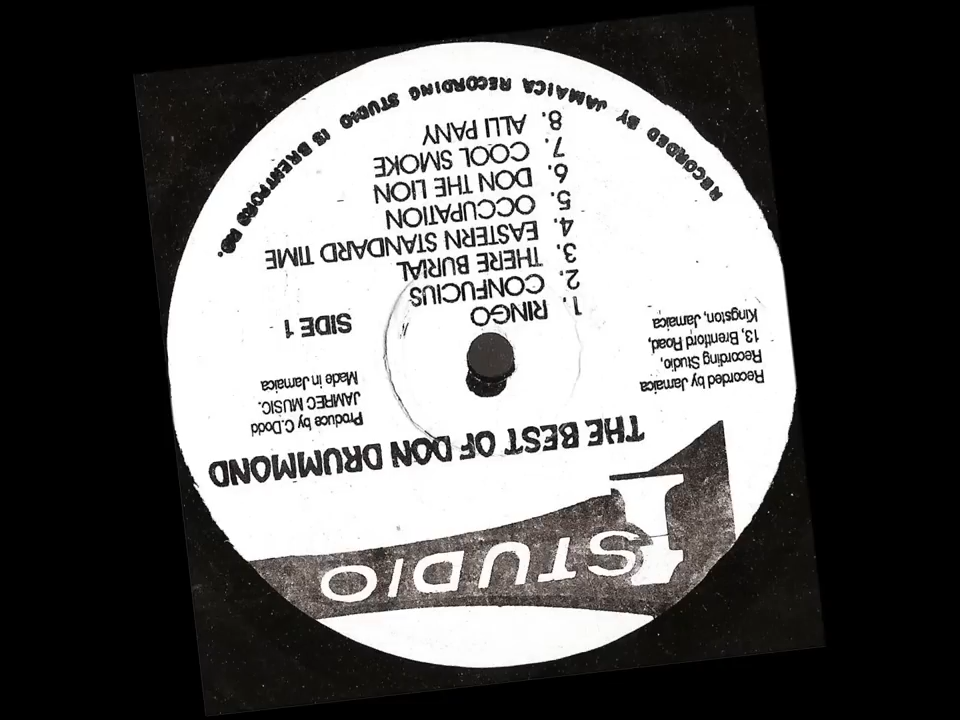 STUDIO 1
THE BEST OF DON DRUMMOND
Recorded by Jamaica
Recording Studio,
13, Brentford Road,
Kingston, Jamaica
Produce by C.Dodd
JAMREC MUSIC.
Made in Jamaica
SIDE 1
1. RINGO
2. CONFUCIUS
3. THERE BURIAL
4. EASTERN STANDARD TIME
5. OCCUPATION
6. DON THE LION
7. COOL SMOKE
8. ALLI PANY
RECORDED BY JAMAICA RECORDING STUDIO IS BRENTFORD RD.